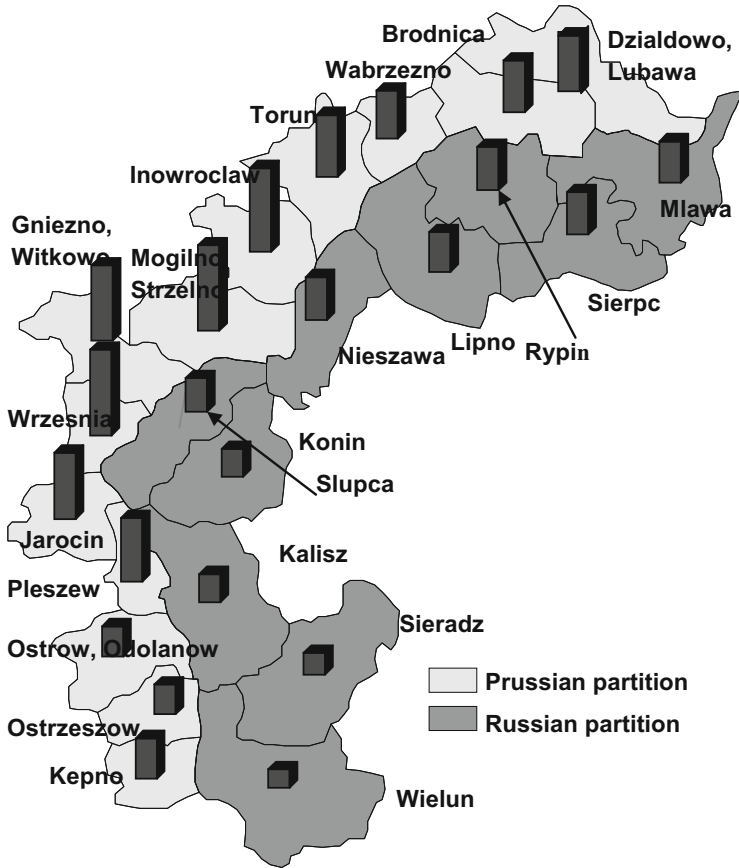 Brodnica
Dzialdowo,
Lubawa
Wabrzezno
Torun
Inowroclaw
Mlawa
Gniezno,
Witkowo
Mogilno,
Strzelno
Sierpc
Lipno
Rypin
Nieszawa
Wrzesnia
Konin
Slupca
Jarocin
Kalisz
Pleszew
Sieradz
Ostrow, Odolanow
Prussian partition
Russian partition
Ostrzeszow
Kepno
Wielun